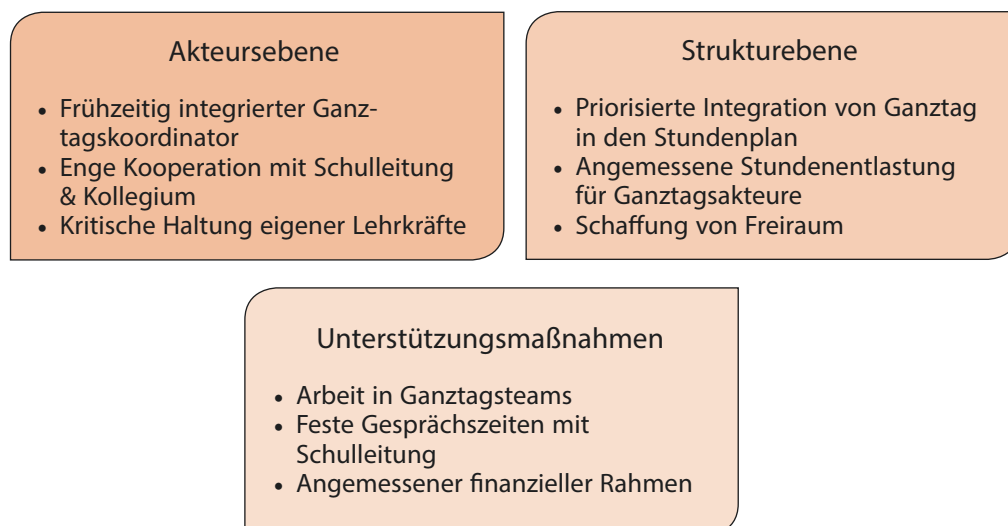 Akteursebene
• Frühzeitig integrierter Ganz-
tagskoordinator
• Enge Kooperation mit Schulleitung
& Kollegium
• Kritische Haltung eigener Lehrkräfte
Strukturebene
• Priorisierte Integration von Ganztag
in den Stundenplan
• Angemessene Stundenentlastung
für Ganztagsakteure
• Schaffung von Freiraum
Unterstützungsmaßnahmen
• Arbeit in Ganztagsteams
• Feste Gesprächszeiten mit
Schulleitung
• Angemessener finanzieller Rahmen